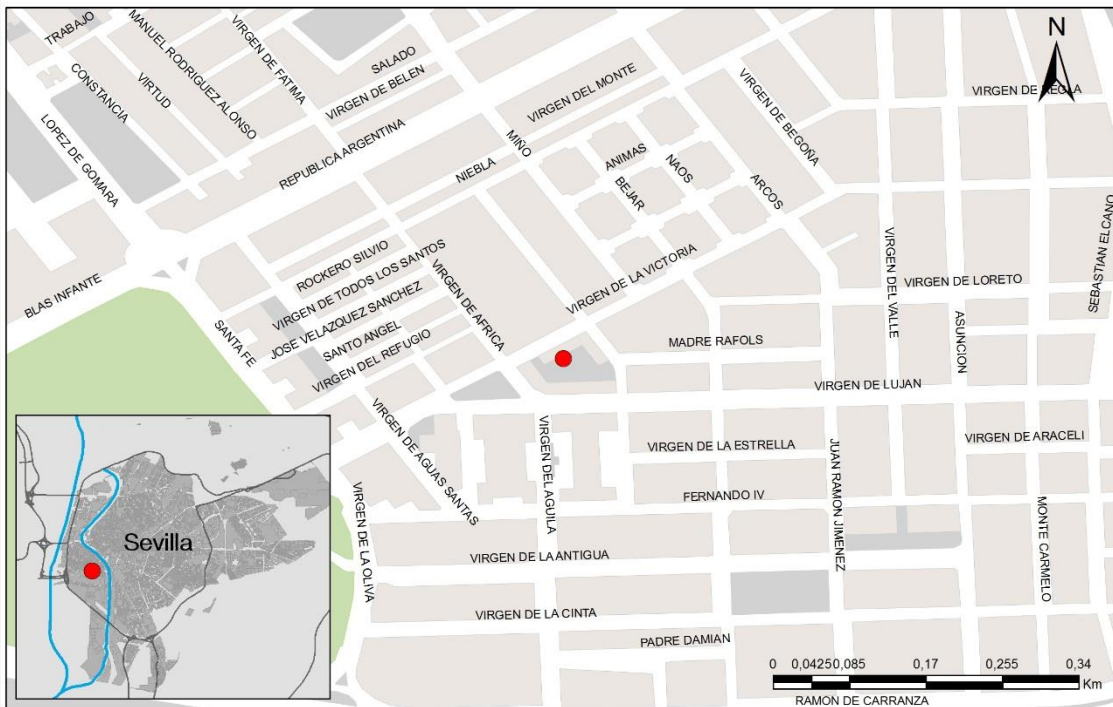 TRABAJO
MANUEL RODRIGUEZ ALONSO
VIRGEN DE FATIMA
SALADO
CONSTANCIA
VIRTUD
VIRGEN DE BELEN
LOPEZ DE GOMARA
REPUBLICA ARGENTINA
MIÑO
VIRGEN DEL MONTE
VIRGEN DE BEGOÑA
VIRGEN DE REGLA
N
NIEBLA
ANIMAS
NAOS
BEJAR
ARCOS
BLAS INFANTE
SANTA FE
ROCKERO SILVIO
VIRGEN DE TODOS LOS SANTOS
JOSE VELAZQUEZ SANCHEZ
SANTO ANGEL
VIRGEN DEL REFUGIO
VIRGEN DE AFRICA
VIRGEN DE LA VICTORIA
VIRGEN DEL VALLE
VIRGEN DE LORETO
SEBASTIAN ELCANO
ASUNCION
MADRE RAFOLS
VIRGEN DE LUJAN
VIRGEN DE AGUAS SANTAS
VIRGEN DEL AGUILA
VIRGEN DE LA ESTRELLA
JUAN RAMON JIMENEZ
VIRGEN DE ARACELI
FERNANDO IV
VIRGEN DE LA OLIVA
VIRGEN DE LA ANTIGUA
MONTE CARMELO
VIRGEN DE LA CINTA
PADRE DAMIAN
Sevilla
0 0,0425 0,085 0,17 0,255 0,34
Km
RAMON DE CARRANZA